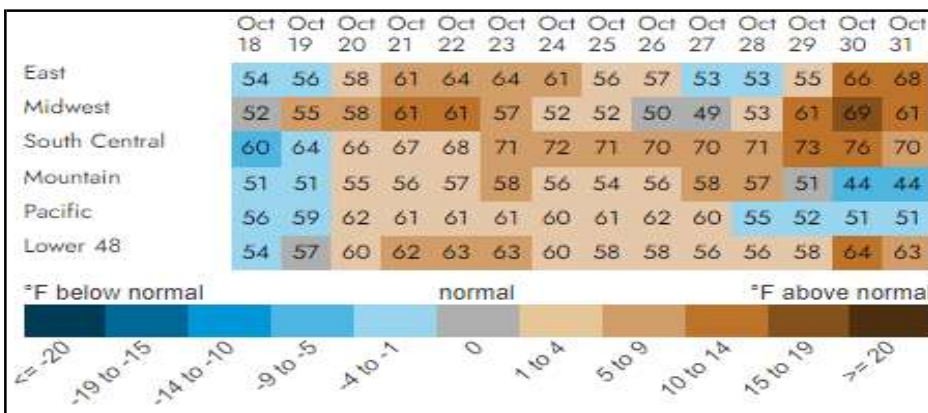 Oct Oct Oct Oct Oct Oct Oct Oct Oct Oct Oct Oct Oct Oct
18 19 20 21 22 23 24 25 26 27 28 29 30 31
East 54 56 58 61 64 64 61 56 57 53 53 55 66 68
Midwest 52 55 58 61 61 57 52 52 50 49 53 61 69 61
South Central 60 64 66 67 68 71 72 71 70 70 71 73 76 70
Mountain 51 51 55 56 57 58 56 54 56 58 57 51 44 44
Pacific 56 59 62 61 61 61 60 61 62 60 55 52 51 51
Lower 48 54 57 60 62 63 63 60 58 58 56 56 58 64 63
°F below normal normal °F above normal
<= -20 -19 to -15 -14 to -10 -9 to -5 -4 to -1 0 1 to 4 5 to 9 10 to 14 15 to 19 >= 20